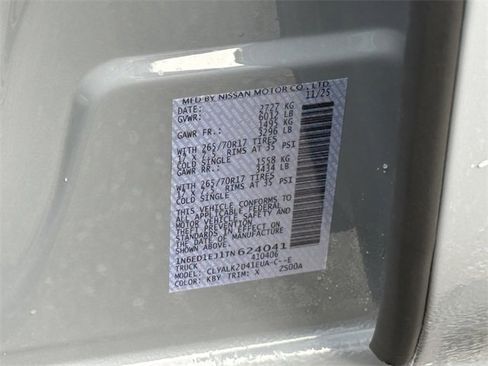 MFD BY NISSAN MOTOR CO., LTD.
DATE: 11/25
GVWR: 2727 KG
6012 LB
GAWR FR.: 1495 KG
3296 LB
WITH 265/70R17 TIRES
17 X 7.5 RIMS AT 35 PSI
COLD SINGLE
GAWR RR.: 1558 KG
3434 LB
WITH 265/70R17 TIRES
17 X 7.5 RIMS AT 35 PSI
COLD SINGLE
THIS VEHICLE CONFORMS TO
ALL APPLICABLE FEDERAL
MOTOR VEHICLE SAFETY AND
THEFT PREVENTION
STANDARDS IN EFFECT ON
THE DATE OF MANUFACTURE
SHOWN ABOVE.
1N6ED1EJ1TN624041
TRUCK 410406
MODEL: CLYALK2D41EUA-C--E
COLOR: KBY TRIM: X ZS00A